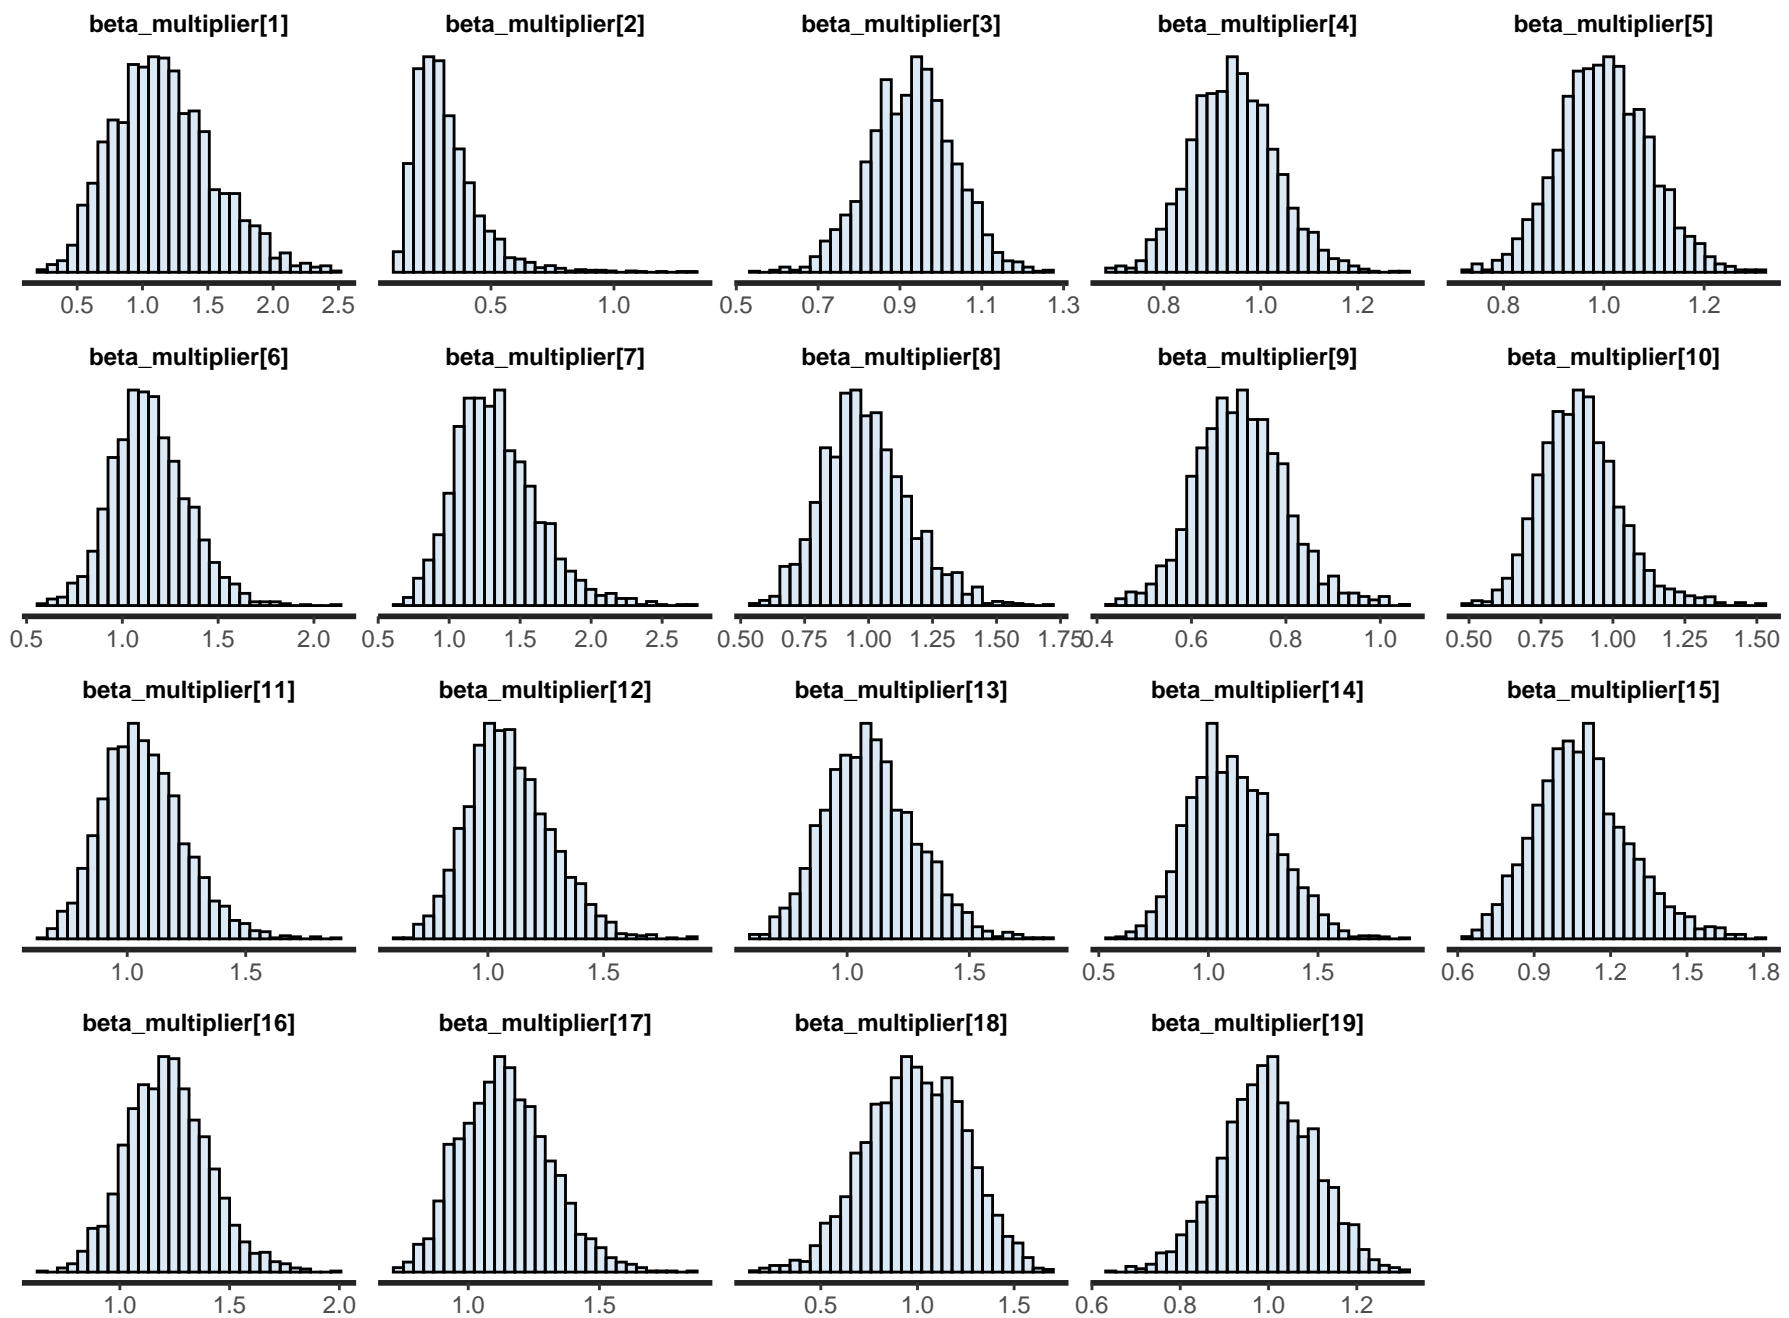 beta_multiplier[1] beta_multiplier[2] beta_multiplier[3] beta_multiplier[4] beta_multiplier[5]
0.5 1.0 1.5 2.0 2.5 0.5 1.0 0.5 0.7 0.9 1.1 1.3 0.8 1.0 1.2 0.8 1.0 1.2
beta_multiplier[6] beta_multiplier[7] beta_multiplier[8] beta_multiplier[9] beta_multiplier[10]
0.5 1.0 1.5 2.0 0.5 1.0 1.5 2.0 2.5 0.50 0.75 1.00 1.25 1.50 1.75 0.4 0.6 0.8 1.0 0.50 0.75 1.00 1.25 1.50
beta_multiplier[11] beta_multiplier[12] beta_multiplier[13] beta_multiplier[14] beta_multiplier[15]
1.0 1.5 1.0 1.5 1.0 1.5 0.5 1.0 1.5 0.6 0.9 1.2 1.5 1.8
beta_multiplier[16] beta_multiplier[17] beta_multiplier[18] beta_multiplier[19]
1.0 1.5 2.0 1.0 1.5 0.5 1.0 1.5 0.6 0.8 1.0 1.2